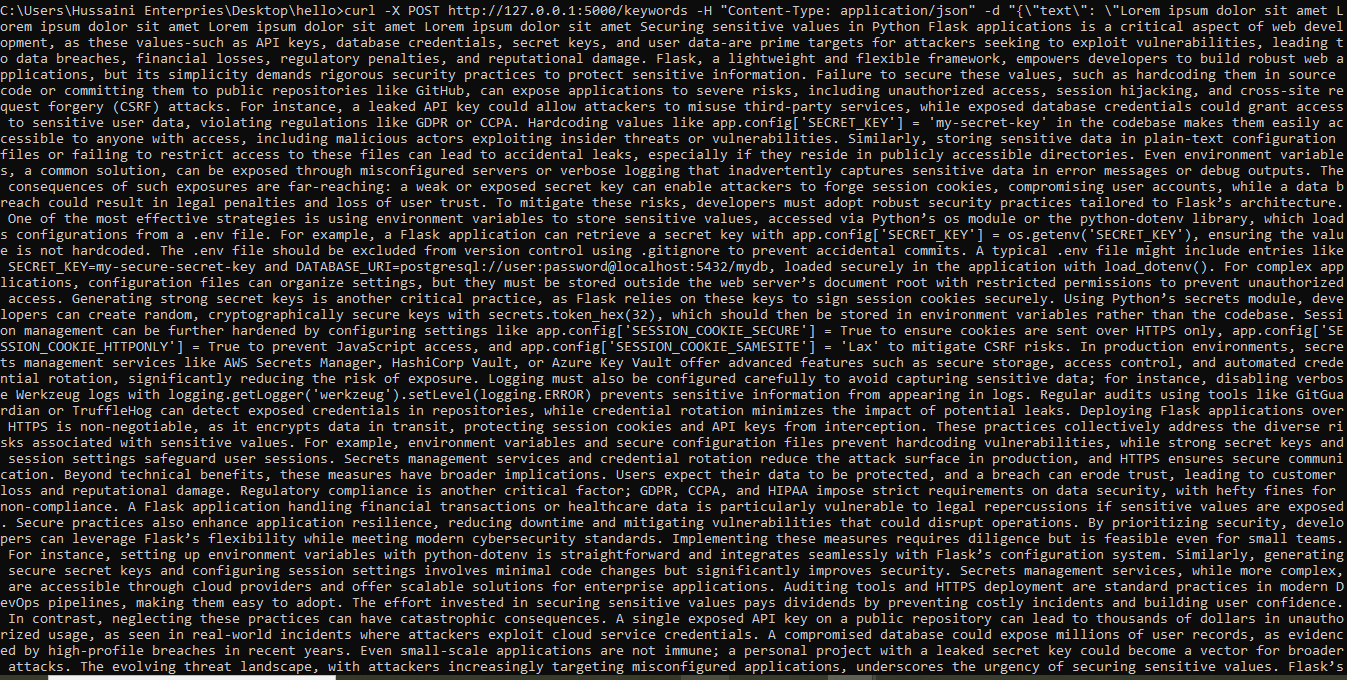 C:\Users\Hussaini Enterpries\Desktop\hello>curl -X POST http://127.0.0.1:5000/keywords -H "Content-Type: application/json" -d "{\"text\": \"Lorem ipsum dolor sit amet L
orem ipsum dolor sit amet Lorem ipsum dolor sit amet Lorem ipsum dolor sit amet Securing sensitive values in Python Flask applications is a critical aspect of web devel
opment, as these values-such as API keys, database credentials, secret keys, and user data-are prime targets for attackers seeking to exploit vulnerabilities, leading t
o data breaches, financial losses, regulatory penalties, and reputational damage. Flask, a lightweight and flexible framework, empowers developers to build robust web a
pplications, but its simplicity demands rigorous security practices to protect sensitive information. Failure to secure these values, such as hardcoding them in source
code or committing them to public repositories like GitHub, can expose applications to severe risks, including unauthorized access, session hijacking, and cross-site re
quest forgery (CSRF) attacks. For instance, a leaked API key could allow attackers to misuse third-party services, while exposed database credentials could grant access
 to sensitive user data, violating regulations like GDPR or CCPA. Hardcoding values like app.config['SECRET_KEY'] = 'my-secret-key' in the codebase makes them easily ac
cessible to anyone with access, including malicious actors exploiting insider threats or vulnerabilities. Similarly, storing sensitive data in plain-text configuration
files or failing to restrict access to these files can lead to accidental leaks, especially if they reside in publicly accessible directories. Even environment variable
s, a common solution, can be exposed through misconfigured servers or verbose logging that inadvertently captures sensitive data in error messages or debug outputs. The
 consequences of such exposures are far-reaching: a weak or exposed secret key can enable attackers to forge session cookies, compromising user accounts, while a data b
reach could result in legal penalties and loss of user trust. To mitigate these risks, developers must adopt robust security practices tailored to Flask's architecture.
 One of the most effective strategies is using environment variables to store sensitive values, accessed via Python's os module or the python-dotenv library, which load
s configurations from a .env file. For example, a Flask application can retrieve a secret key with app.config['SECRET_KEY'] = os.getenv('SECRET_KEY'), ensuring the valu
e is not hardcoded. The .env file should be excluded from version control using .gitignore to prevent accidental commits. A typical .env file might include entries like
 SECRET_KEY=my-secure-secret-key and DATABASE_URI=postgresql://user:password@localhost:5432/mydb, loaded securely in the application with load_dotenv(). For complex app
lications, configuration files can organize settings, but they must be stored outside the web server's document root with restricted permissions to prevent unauthorized
 access. Generating strong secret keys is another critical practice, as Flask relies on these keys to sign session cookies securely. Using Python's secrets module, deve
lopers can create random, cryptographically secure keys with secrets.token_hex(32), which should then be stored in environment variables rather than the codebase. Sessi
on management can be further hardened by configuring settings like app.config['SESSION_COOKIE_SECURE'] = True to ensure cookies are sent over HTTPS only, app.config['SE
SSION_COOKIE_HTTPONLY'] = True to prevent JavaScript access, and app.config['SESSION_COOKIE_SAMESITE'] = 'Lax' to mitigate CSRF risks. In production environments, secre
ts management services like AWS Secrets Manager, HashiCorp Vault, or Azure Key Vault offer advanced features such as secure storage, access control, and automated crede
ntial rotation, significantly reducing the risk of exposure. Logging must also be configured carefully to avoid capturing sensitive data; for instance, disabling verbos
e Werkzeug logs with logging.getLogger('werkzeug').setLevel(logging.ERROR) prevents sensitive information from appearing in logs. Regular audits using tools like GitGua
rdian or TruffleHog can detect exposed credentials in repositories, while credential rotation minimizes the impact of potential leaks. Deploying Flask applications over
 HTTPS is non-negotiable, as it encrypts data in transit, protecting session cookies and API keys from interception. These practices collectively address the diverse ri
sks associated with sensitive values. For example, environment variables and secure configuration files prevent hardcoding vulnerabilities, while strong secret keys and
 session settings safeguard user sessions. Secrets management services and credential rotation reduce the attack surface in production, and HTTPS ensures secure communi
cation. Beyond technical benefits, these measures have broader implications. Users expect their data to be protected, and a breach can erode trust, leading to customer
loss and reputational damage. Regulatory compliance is another critical factor; GDPR, CCPA, and HIPAA impose strict requirements on data security, with hefty fines for
non-compliance. A Flask application handling financial transactions or healthcare data is particularly vulnerable to legal repercussions if sensitive values are exposed
. Secure practices also enhance application resilience, reducing downtime and mitigating vulnerabilities that could disrupt operations. By prioritizing security, develo
pers can leverage Flask's flexibility while meeting modern cybersecurity standards. Implementing these measures requires diligence but is feasible even for small teams.
 For instance, setting up environment variables with python-dotenv is straightforward and integrates seamlessly with Flask's configuration system. Similarly, generating
 secure secret keys and configuring session settings involves minimal code changes but significantly improves security. Secrets management services, while more complex,
 are accessible through cloud providers and offer scalable solutions for enterprise applications. Auditing tools and HTTPS deployment are standard practices in modern D
evOps pipelines, making them easy to adopt. The effort invested in securing sensitive values pays dividends by preventing costly incidents and building user confidence.
 In contrast, neglecting these practices can have catastrophic consequences. A single exposed API key on a public repository can lead to thousands of dollars in unautho
rized usage, as seen in real-world incidents where attackers exploit cloud service credentials. A compromised database could expose millions of user records, as evidenc
ed by high-profile breaches in recent years. Even small-scale applications are not immune; a personal project with a leaked secret key could become a vector for broader
 attacks. The evolving threat landscape, with attackers increasingly targeting misconfigured applications, underscores the urgency of securing sensitive values. Flask's